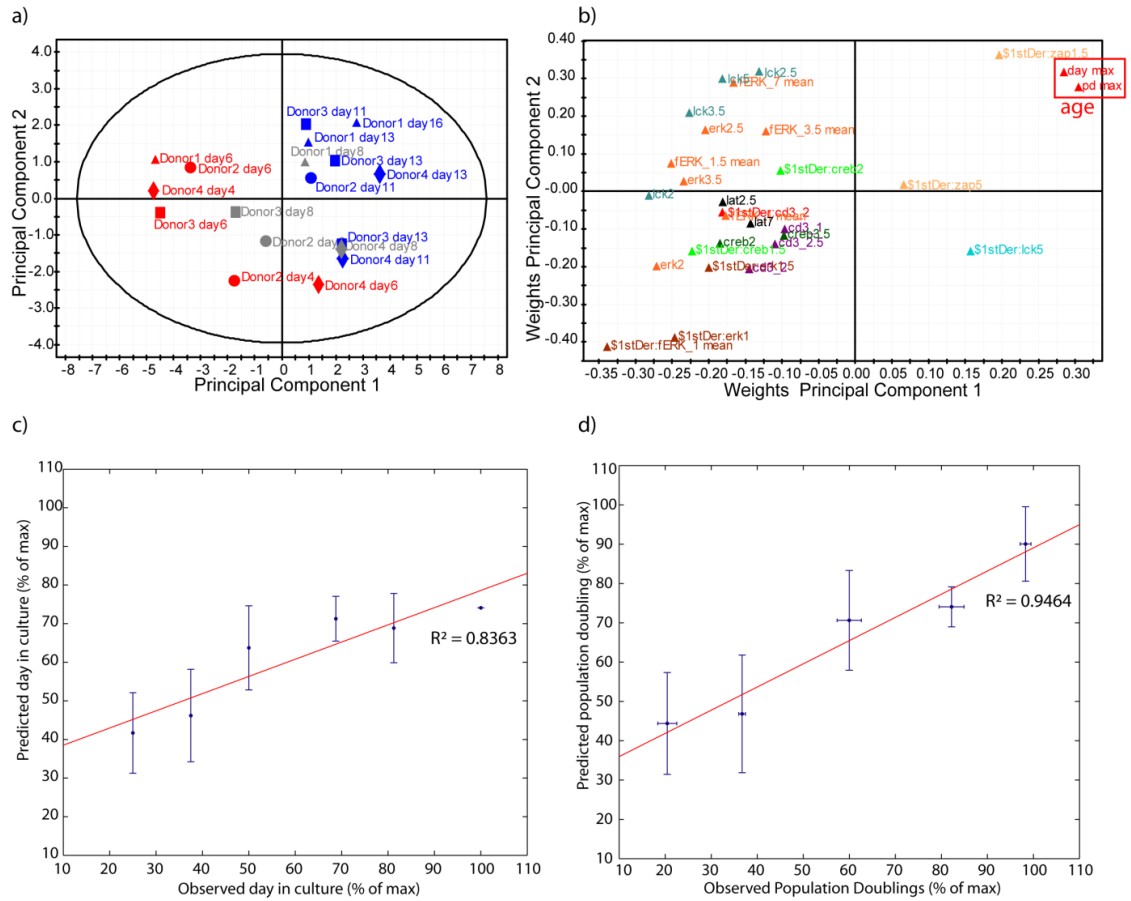 a)
4.0
3.0
2.0
1.0
0.0
-1.0
-2.0
-3.0
-4.0
Principal Component 2
Donor3 day11
Donor1 day16
Donor1 day13
Donor1 day8
Donor3 day13
Donor4 day13
Donor2 day11
Donor1 day6
Donor2 day6
Donor4 day4
Donor3 day6
Donor3 day8
Donor2 day
Donor3 day13
Donor4 day8
Donor4 day11
Donor2 day4
Donor4 day6
-8 -7 -6 -5 -4 -3 -2 -1 0 1 2 3 4 5 6 7 8
Principal Component 1
b)
0.40
0.30
0.20
0.10
-0.00
-0.10
0.20
0.30
0.40
Weights Principal Component 2
$1stDer:zap1.5
day max
pd max
age
lck5
lck2.5
fERK_7 mean
lck3.5
erk2.5
fERK_3.5 mean
fERK_1.5 mean
erk3.5
$1stDer:creb2
$1stDer:zap5
lck2
lat2.5
$1stDer:cd3_2
lat7
cd3_1
creb3.5
creb2
cd3_2.5
$1stDer:creb1.5
$1stDer:lck5
erk2
$1stDer:erk1.5
cd3_2
$1stDer:erk1
$1stDer:fERK_1 mean
-0.35 -0.30 -0.25 -0.20 -0.15 -0.10 -0.05 0.00 0.05 0.10 0.15 0.20 0.25 0.30
Weights Principal Component 1
c)
110
100
90
80
70
60
50
40
30
20
10
Predicted day in culture (% of max)
R² = 0.8363
10 20 30 40 50 60 70 80 90 100 110
Observed day in culture (% of max)
d)
110
100
90
80
70
60
50
40
30
20
10
Predicted population doubling (% of max)
R² = 0.9464
10 20 30 40 50 60 70 80 90 100 110
Observed Population Doublings (% of max)